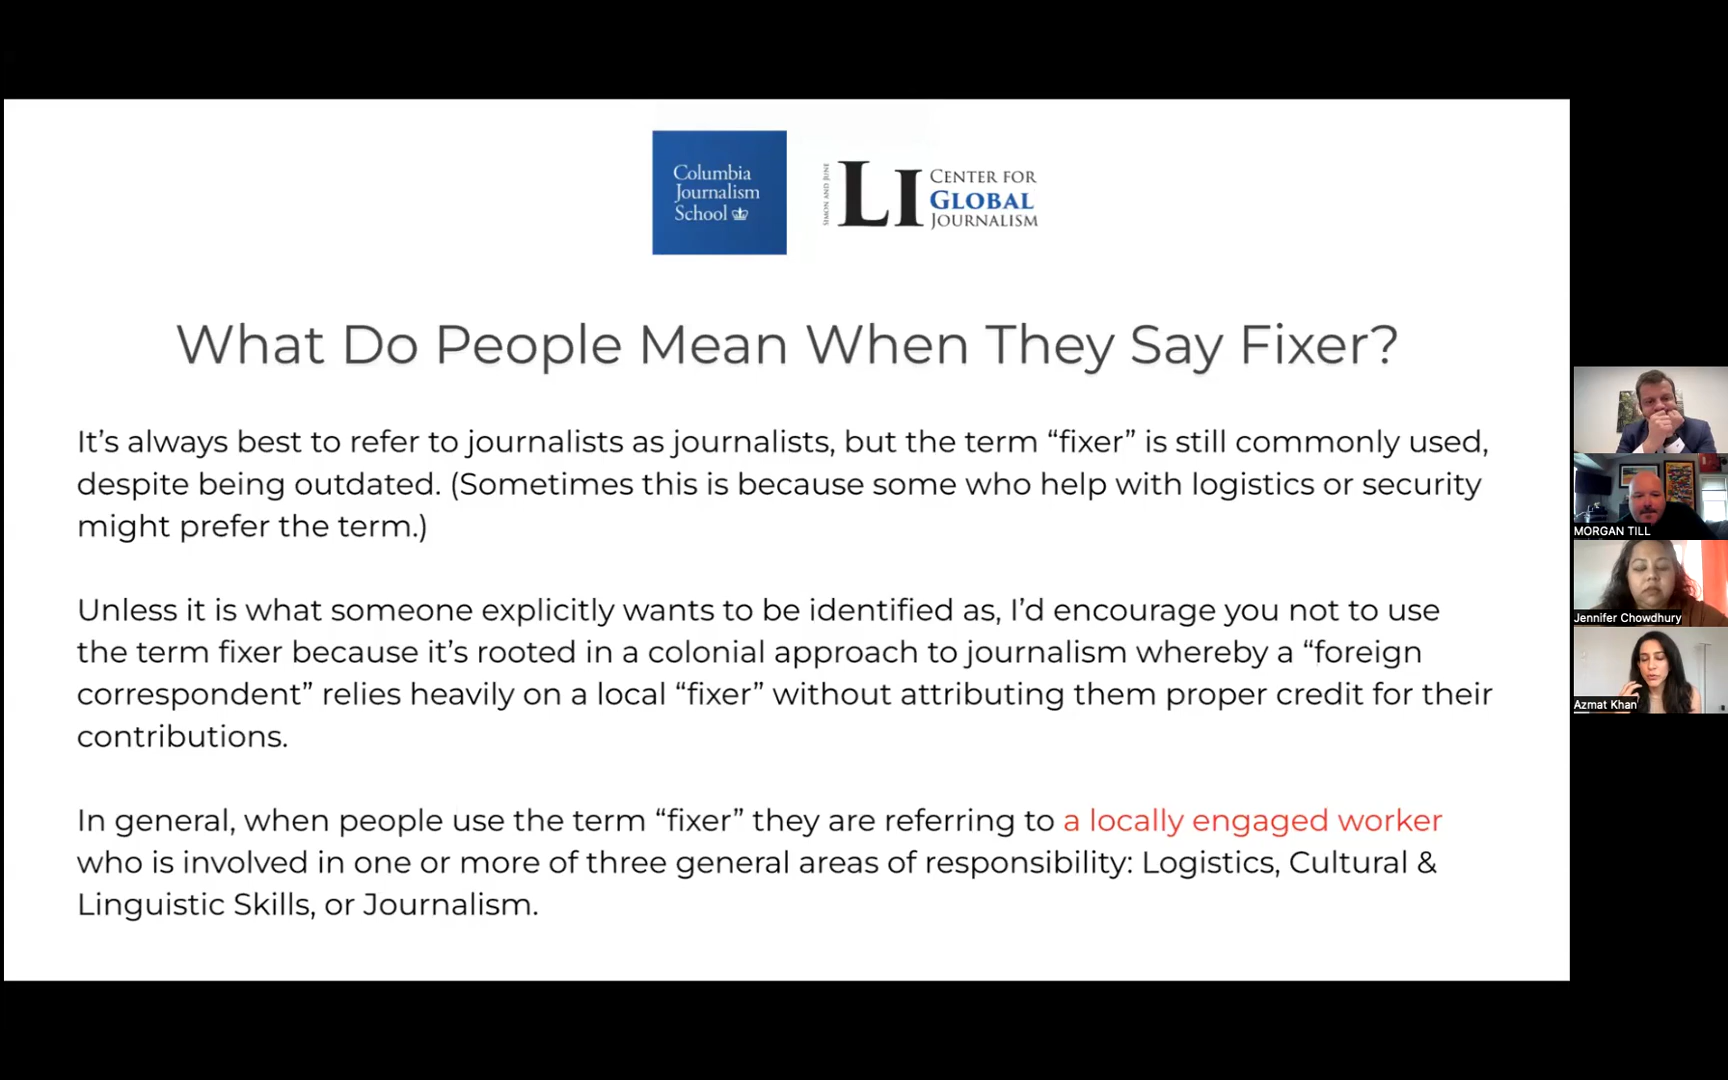 Columbia
Journalism
School
SIMON AND JUNE
LI
CENTER FOR
GLOBAL
JOURNALISM
What Do People Mean When They Say Fixer?
It’s always best to refer to journalists as journalists, but the term “fixer” is still commonly used,
despite being outdated. (Sometimes this is because some who help with logistics or security
might prefer the term.)
Unless it is what someone explicitly wants to be identified as, I’d encourage you not to use
the term fixer because it’s rooted in a colonial approach to journalism whereby a “foreign
correspondent” relies heavily on a local “fixer” without attributing them proper credit for their
contributions.
In general, when people use the term “fixer” they are referring to a locally engaged worker
who is involved in one or more of three general areas of responsibility: Logistics, Cultural &
Linguistic Skills, or Journalism.
MORGAN TILL
Jennifer Chowdhury
Azmat Khan